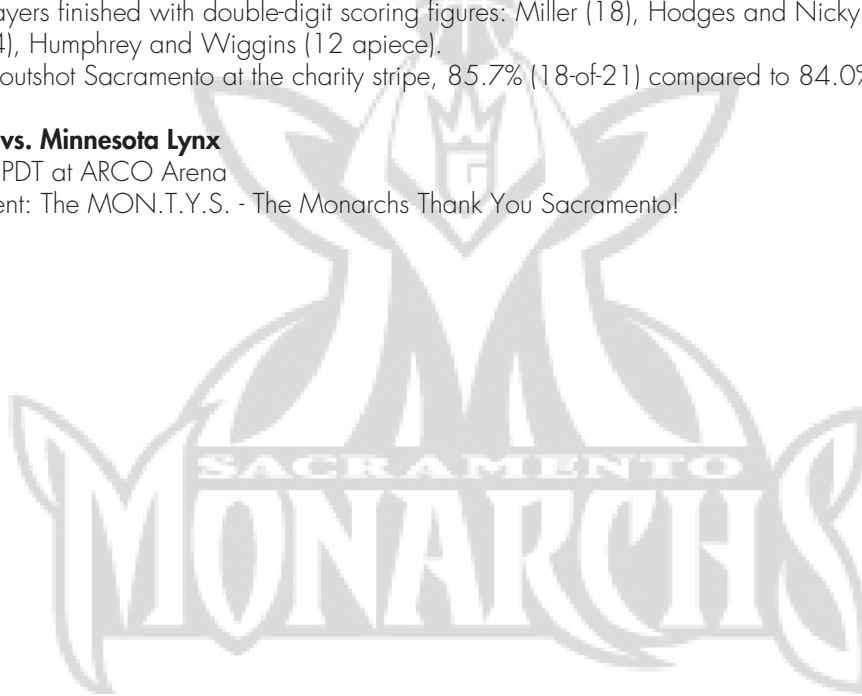 ayers finished with double-digit scoring figures: Miller (18), Hodges and Nicky
4), Humphrey and Wiggins (12 apiece).
outshot Sacramento at the charity stripe, 85.7% (18-of-21) compared to 84.0%
vs. Minnesota Lynx
PDT at ARCO Arena
ent: The MON.T.Y.S. - The Monarchs Thank You Sacramento!
SACRAMENTO
MONARCHS